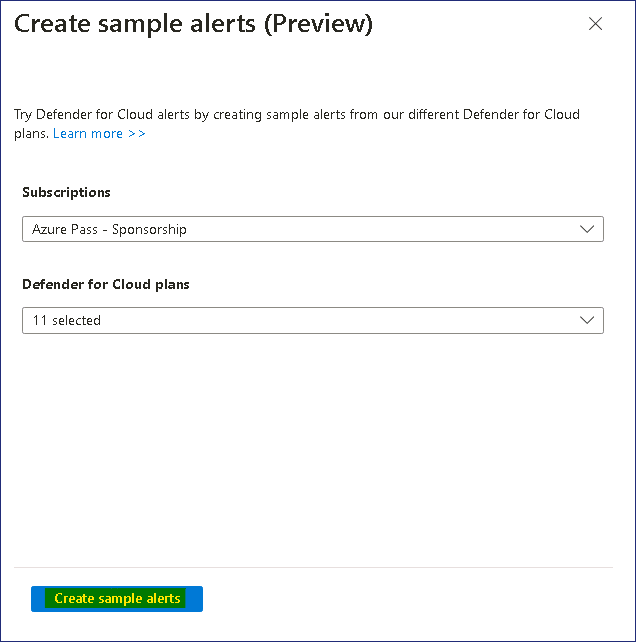 Create sample alerts (Preview)
Try Defender for Cloud alerts by creating sample alerts from our different Defender for Cloud
plans. Learn more >>
Subscriptions
Azure Pass - Sponsorship
Defender for Cloud plans
11 selected
Create sample alerts